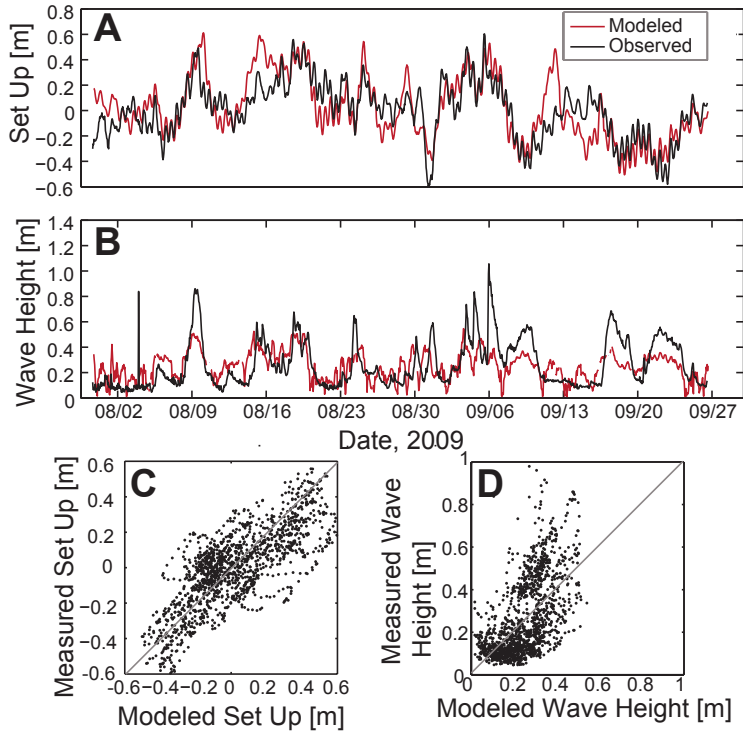 A
Modeled
Observed
Set Up [m]
0.8
0.6
0.4
0.2
0
−0.2
−0.4
−0.6
B
Wave Height [m]
1.4
1.2
1.0
0.8
0.6
0.4
0.2
0
08/02 08/09 08/16 08/23 08/30 09/06 09/13 09/20 09/27
Date, 2009
C
Measured Set Up [m]
0.6
0.4
0.2
0
-0.2
-0.4
-0.6
-0.6 -0.4 -0.2 0 0.2 0.4 0.6
Modeled Set Up [m]
D
Measured Wave
Height [m]
1
0.8
0.6
0.4
0.2
0
0 0.2 0.4 0.6 0.8 1
Modeled Wave Height [m]